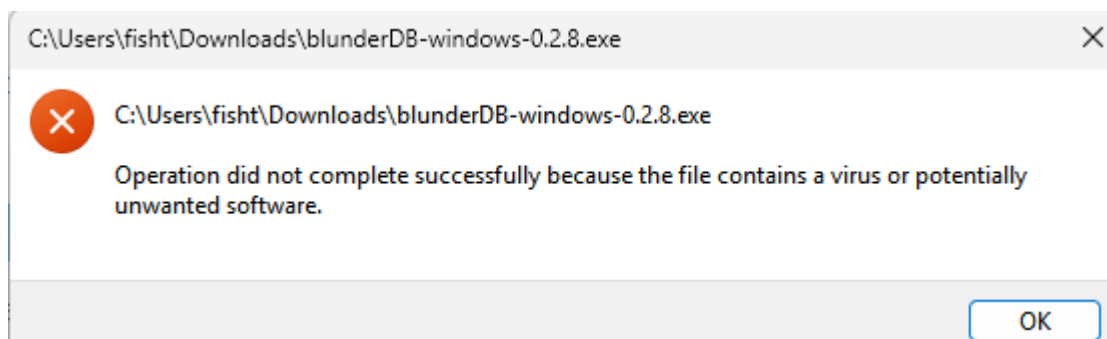 C:\Users\fisht\Downloads\blunderDB-windows-0.2.8.exe
C:\Users\fisht\Downloads\blunderDB-windows-0.2.8.exe
Operation did not complete successfully because the file contains a virus or potentially
unwanted software.
OK